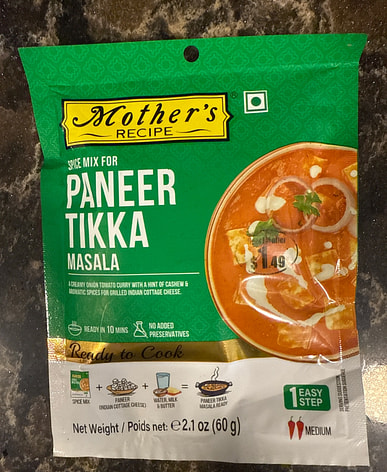 Mother's
RECIPE
SPICE MIX FOR
PANEER
TIKKA
MASALA
$1.49
A CREAMY ONION TOMATO CURRY WITH A HINT OF CASHEW &
AROMATIC SPICES FOR GRILLED INDIAN COTTAGE CHEESE.
READY IN 10 MINS
NO ADDED
PRESERVATIVES
Ready to Cook
SPICE MIX
+
PANEER
(INDIAN COTTAGE CHEESE)
+
WATER, MILK
& BUTTER
→
PANEER TIKKA
MASALA READY
1 EASY
STEP
Net Weight / Poids net: ℮ 2.1 oz (60 g)
MEDIUM